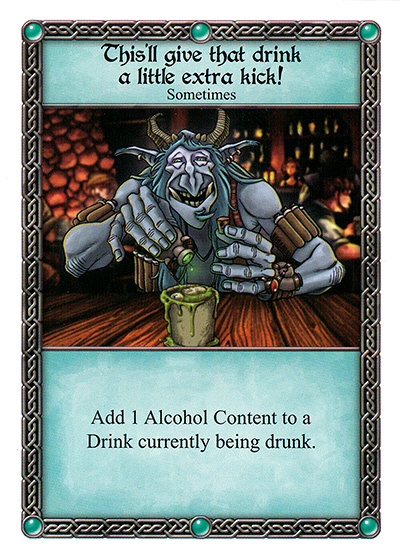 This'll give that drink
a little extra kick!
Sometimes
Add 1 Alcohol Content to a
Drink currently being drunk.